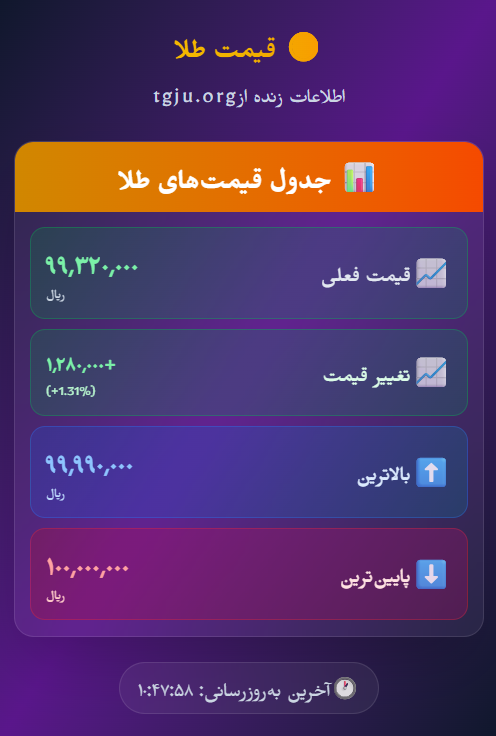 قیمت طلا
اطلاعات زنده از tgju.org
جدول قیمت‌های طلا
قیمت فعلی
۹۹,۳۲۰,۰۰۰
ریال
تغییر قیمت
+۱,۲۸۰,۰۰۰
(+1.31%)
بالاترین
۹۹,۹۹۰,۰۰۰
ریال
پایین‌ترین
۱۰۰,۰۰۰,۰۰۰
ریال
آخرین به‌روزرسانی: ۱۰:۴۷:۵۸